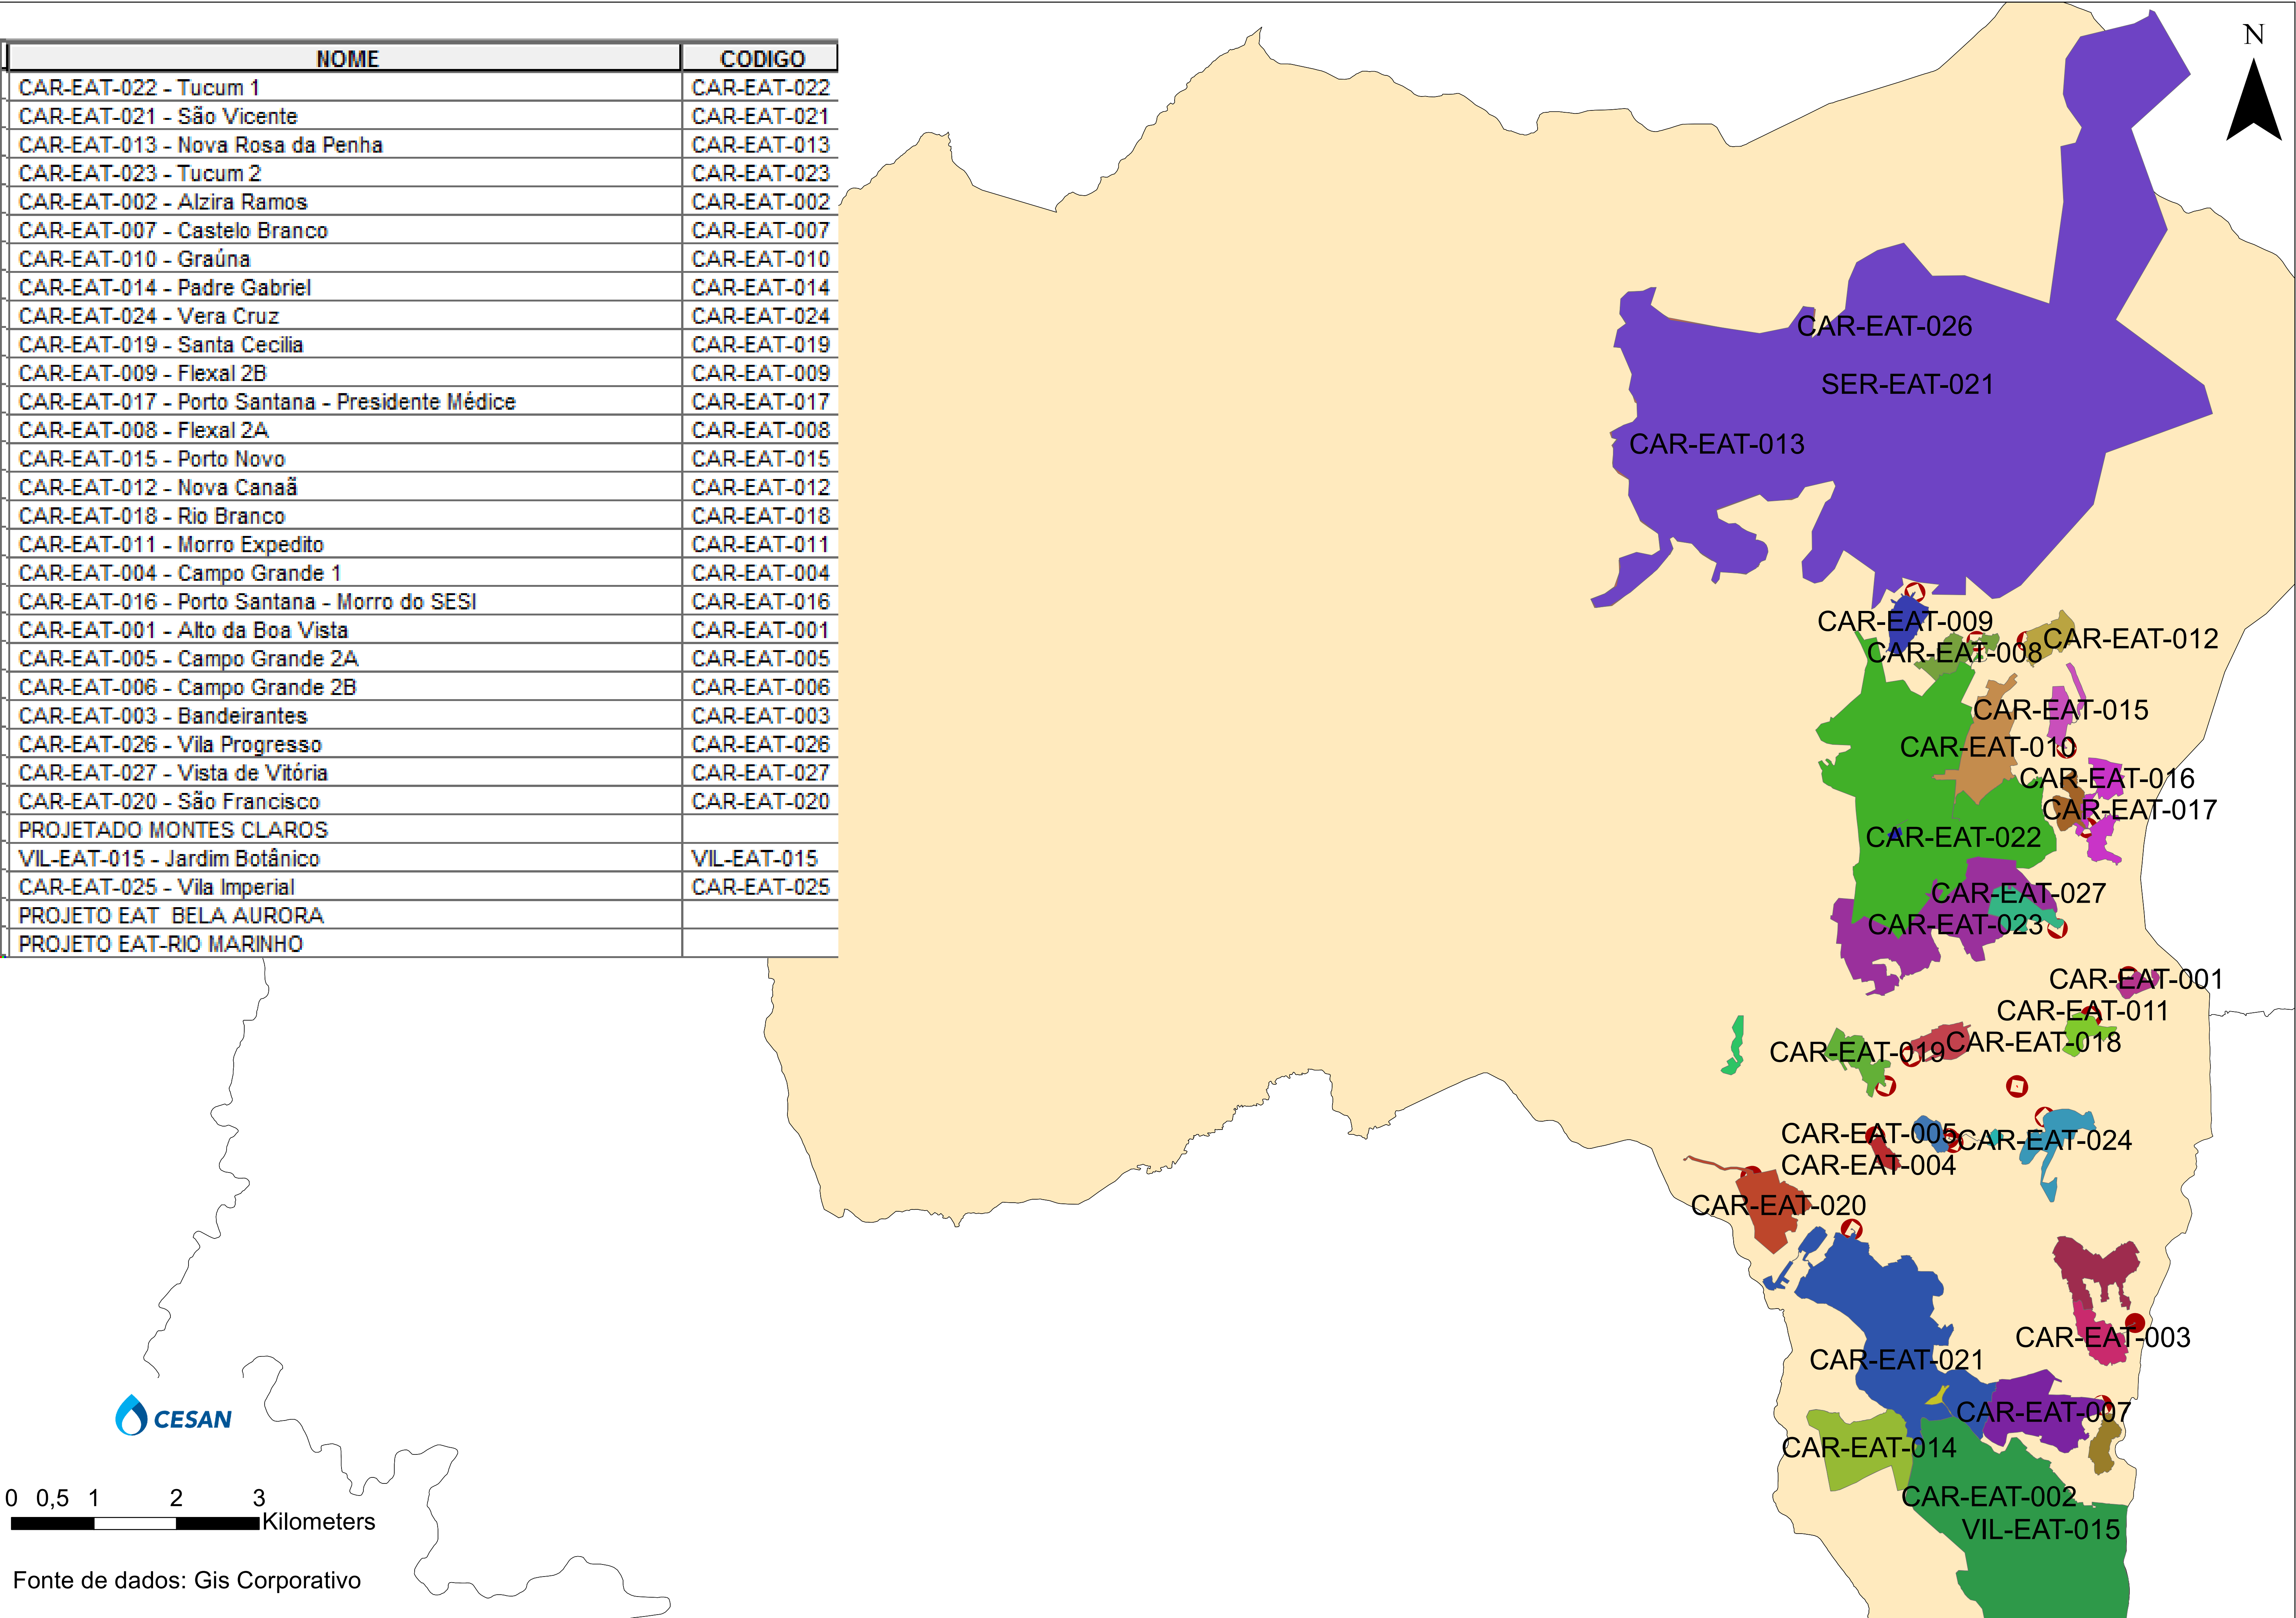 NOME CODIGO
CAR-EAT-022 - Tucum 1 CAR-EAT-022
CAR-EAT-021 - São Vicente CAR-EAT-021
CAR-EAT-013 - Nova Rosa da Penha CAR-EAT-013
CAR-EAT-023 - Tucum 2 CAR-EAT-023
CAR-EAT-002 - Alzira Ramos CAR-EAT-002
CAR-EAT-007 - Castelo Branco CAR-EAT-007
CAR-EAT-010 - Graúna CAR-EAT-010
CAR-EAT-014 - Padre Gabriel CAR-EAT-014
CAR-EAT-024 - Vera Cruz CAR-EAT-024
CAR-EAT-019 - Santa Cecilia CAR-EAT-019
CAR-EAT-009 - Flexal 2B CAR-EAT-009
CAR-EAT-017 - Porto Santana - Presidente Médice CAR-EAT-017
CAR-EAT-008 - Flexal 2A CAR-EAT-008
CAR-EAT-015 - Porto Novo CAR-EAT-015
CAR-EAT-012 - Nova Canaã CAR-EAT-012
CAR-EAT-018 - Rio Branco CAR-EAT-018
CAR-EAT-011 - Morro Expedito CAR-EAT-011
CAR-EAT-004 - Campo Grande 1 CAR-EAT-004
CAR-EAT-016 - Porto Santana - Morro do SESI CAR-EAT-016
CAR-EAT-001 - Alto da Boa Vista CAR-EAT-001
CAR-EAT-005 - Campo Grande 2A CAR-EAT-005
CAR-EAT-006 - Campo Grande 2B CAR-EAT-006
CAR-EAT-003 - Bandeirantes CAR-EAT-003
CAR-EAT-026 - Vila Progresso CAR-EAT-026
CAR-EAT-027 - Vista de Vitória CAR-EAT-027
CAR-EAT-020 - São Francisco CAR-EAT-020
PROJETADO MONTES CLAROS
VIL-EAT-015 - Jardim Botânico VIL-EAT-015
CAR-EAT-025 - Vila Imperial CAR-EAT-025
PROJETO EAT BELA AURORA
PROJETO EAT-RIO MARINHO
N
CAR-EAT-026
SER-EAT-021
CAR-EAT-013
CAR-EAT-009
CAR-EAT-012
CAR-EAT-008
CAR-EAT-015
CAR-EAT-010
CAR-EAT-016
CAR-EAT-017
CAR-EAT-022
CAR-EAT-027
CAR-EAT-023
CAR-EAT-001
CAR-EAT-011
CAR-EAT-018
CAR-EAT-019
CAR-EAT-005
CAR-EAT-024
CAR-EAT-004
CAR-EAT-020
CAR-EAT-003
CAR-EAT-021
CAR-EAT-007
CAR-EAT-014
CAR-EAT-002
VIL-EAT-015
CESAN
0 0,5 1 2 3
Kilometers
Fonte de dados: Gis Corporativo